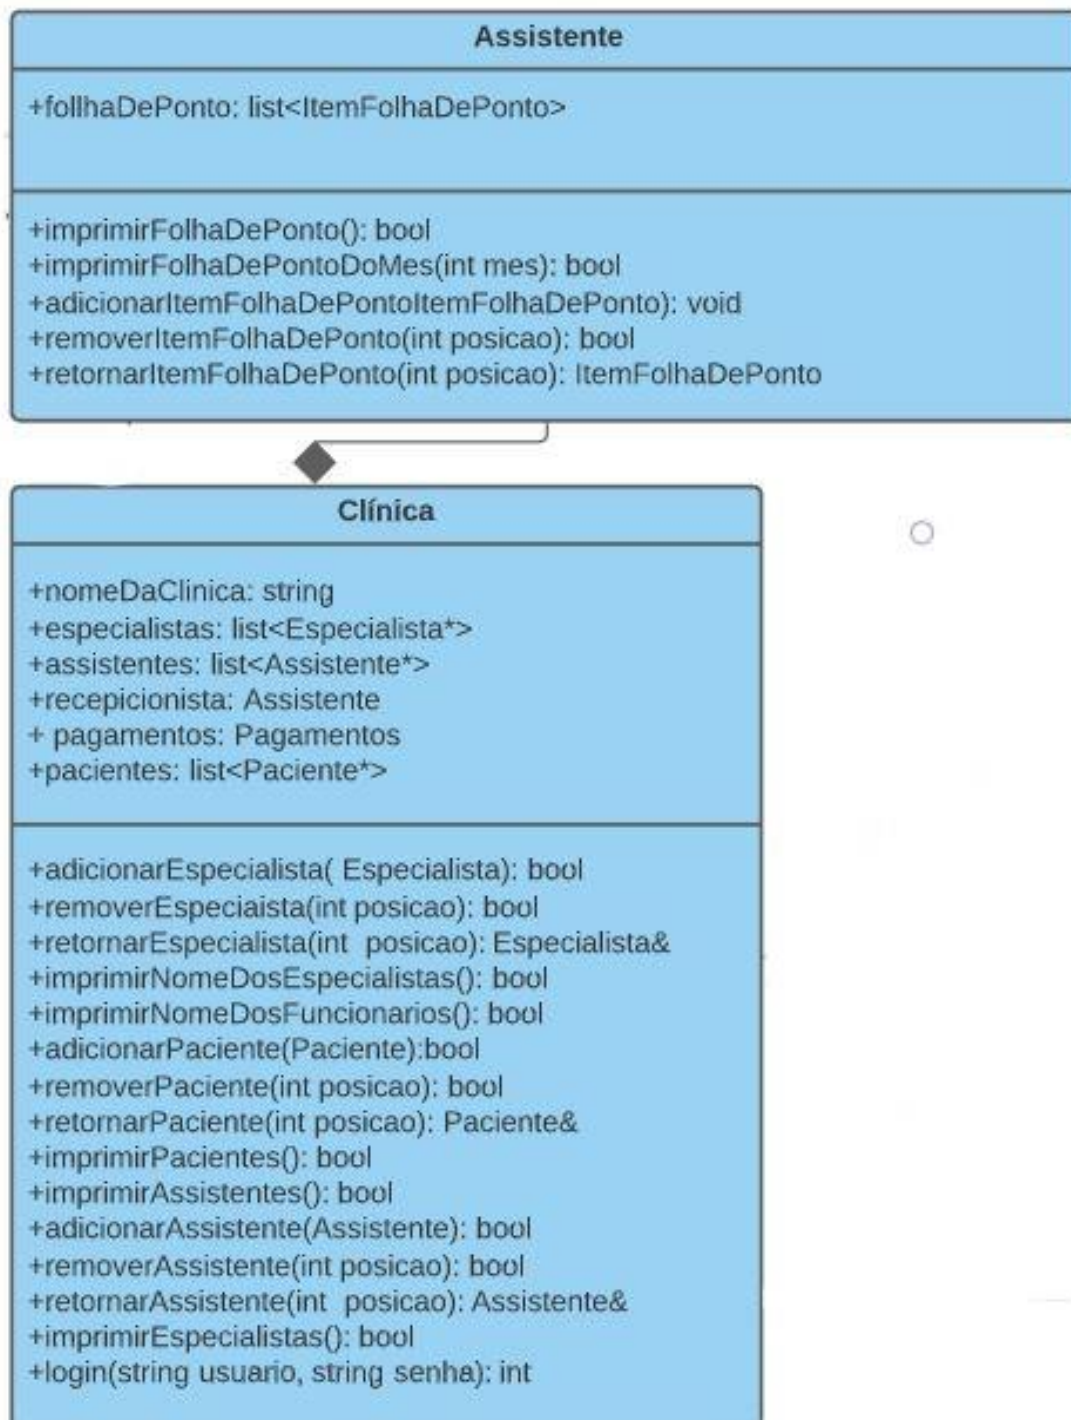 Assistente
+follhaDePonto: list<ItemFolhaDePonto>
+imprimirFolhaDePonto(): bool
+imprimirFolhaDePontoDoMes(int mes): bool
+adicionarItemFolhaDePontoItemFolhaDePonto): void
+removerItemFolhaDePonto(int posicao): bool
+retornarItemFolhaDePonto(int posicao): ItemFolhaDePonto
Clínica
+nomeDaClinica: string
+especialistas: list<Especialista*>
+assistentes: list<Assistente*>
+recepicionista: Assistente
+ pagamentos: Pagamentos
+pacientes: list<Paciente*>
+adicionarEspecialista( Especialista): bool
+removerEspeciaista(int posicao): bool
+retornarEspecialista(int  posicao): Especialista&
+imprimirNomeDosEspecialistas(): bool
+imprimirNomeDosFuncionarios(): bool
+adicionarPaciente(Paciente):bool
+removerPaciente(int posicao): bool
+retornarPaciente(int posicao): Paciente&
+imprimirPacientes(): bool
+imprimirAssistentes(): bool
+adicionarAssistente(Assistente): bool
+removerAssistente(int posicao): bool
+retornarAssistente(int  posicao): Assistente&
+imprimirEspecialistas(): bool
+login(string usuario, string senha): int